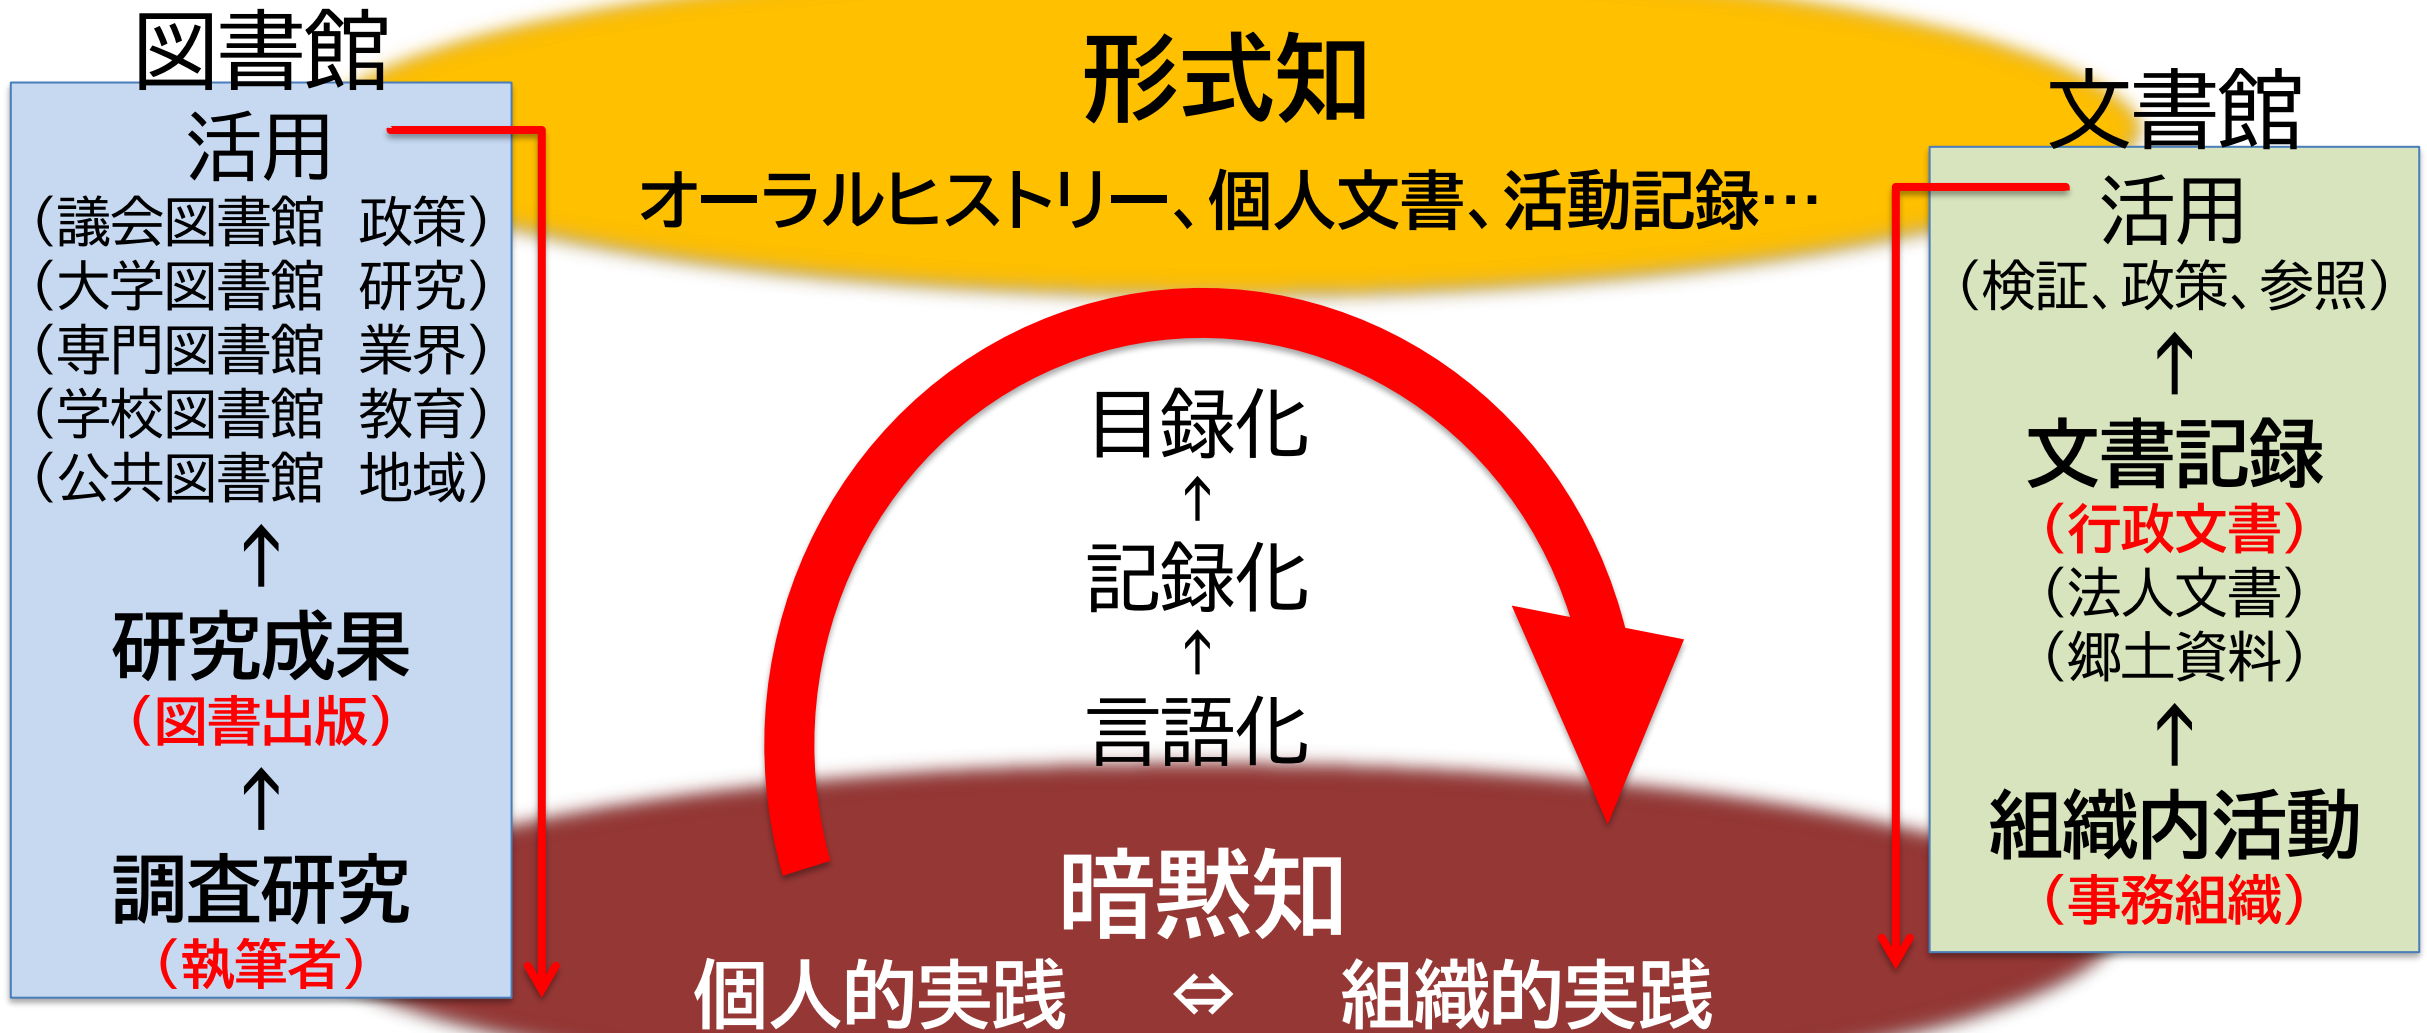 図書館
活用
（議会図書館　政策）
（大学図書館　研究）
（専門図書館　業界）
（学校図書館　教育）
（公共図書館　地域）
↑
研究成果
（図書出版）
↑
調査研究
（執筆者）
形式知
オーラルヒストリー、個人文書、活動記録…
目録化
↑
記録化
↑
言語化
暗黙知
個人的実践　⇔　組織的実践
文書館
活用
（検証、政策、参照）
↑
文書記録
（行政文書）
（法人文書）
（郷土資料）
↑
組織内活動
（事務組織）